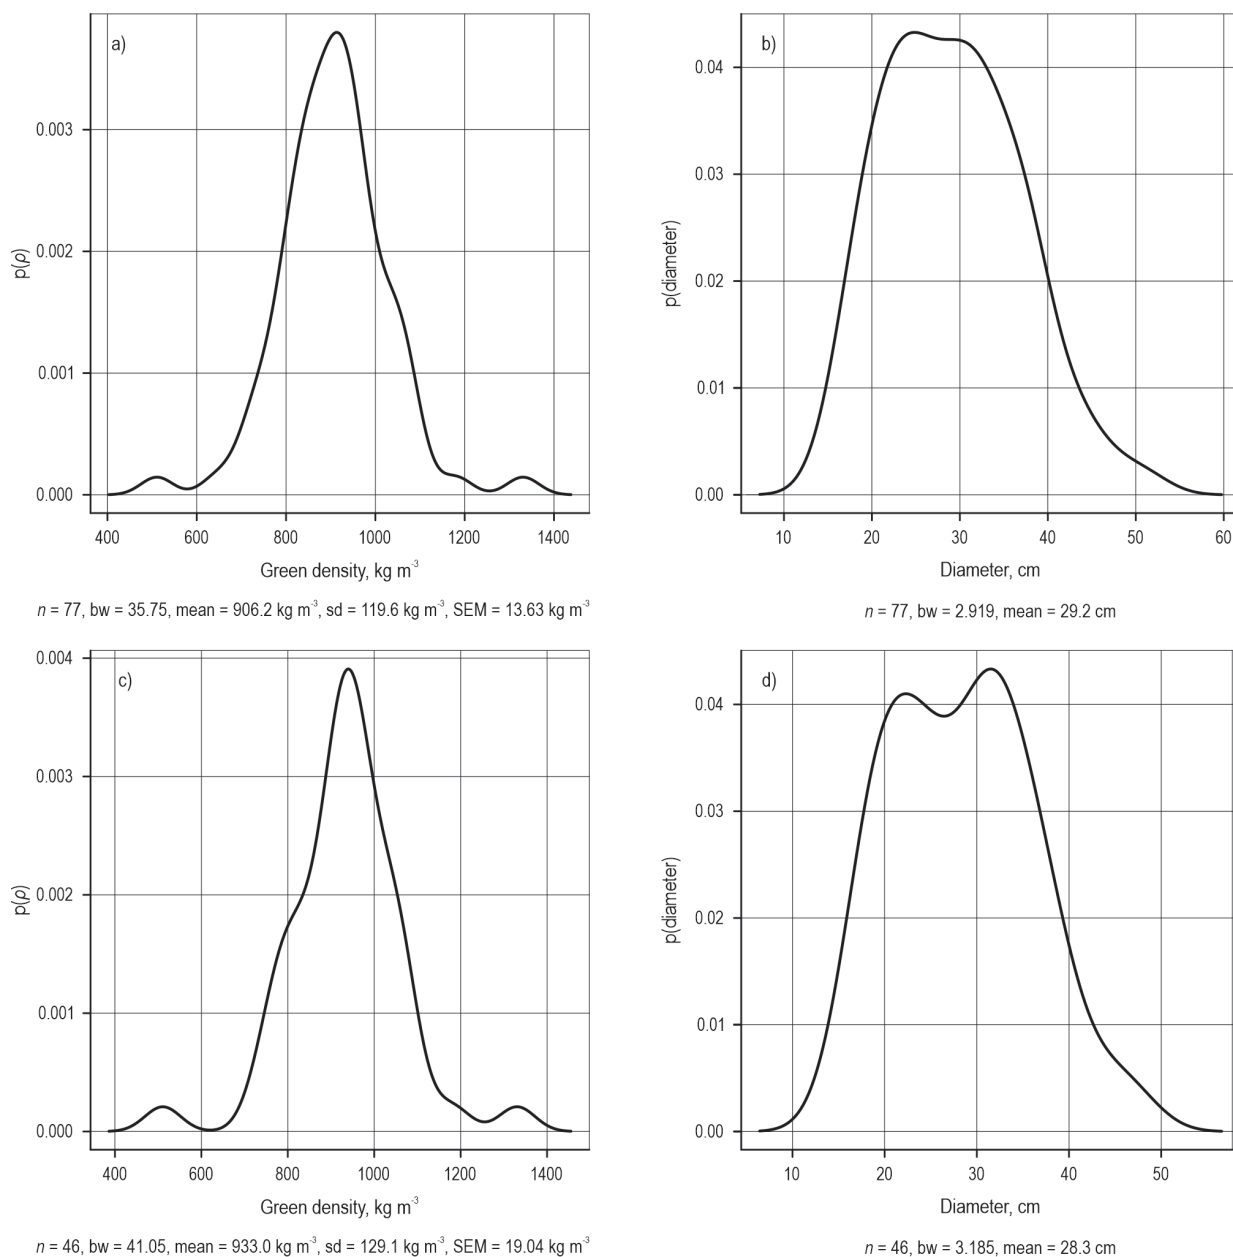 a)
0.003
0.002
0.001
0.000
p(ρ)
400 600 800 1000 1200 1400
Green density, kg m⁻³
n = 77, bw = 35.75, mean = 906.2 kg m⁻³, sd = 119.6 kg m⁻³, SEM = 13.63 kg m⁻³
b)
0.04
0.03
0.02
0.01
0.00
p(diameter)
10 20 30 40 50 60
Diameter, cm
n = 77, bw = 2.919, mean = 29.2 cm
c)
0.004
0.003
0.002
0.001
0.000
p(ρ)
400 600 800 1000 1200 1400
Green density, kg m⁻³
n = 46, bw = 41.05, mean = 933.0 kg m⁻³, sd = 129.1 kg m⁻³, SEM = 19.04 kg m⁻³
d)
0.04
0.03
0.02
0.01
0.00
p(diameter)
10 20 30 40 50
Diameter, cm
n = 46, bw = 3.185, mean = 28.3 cm